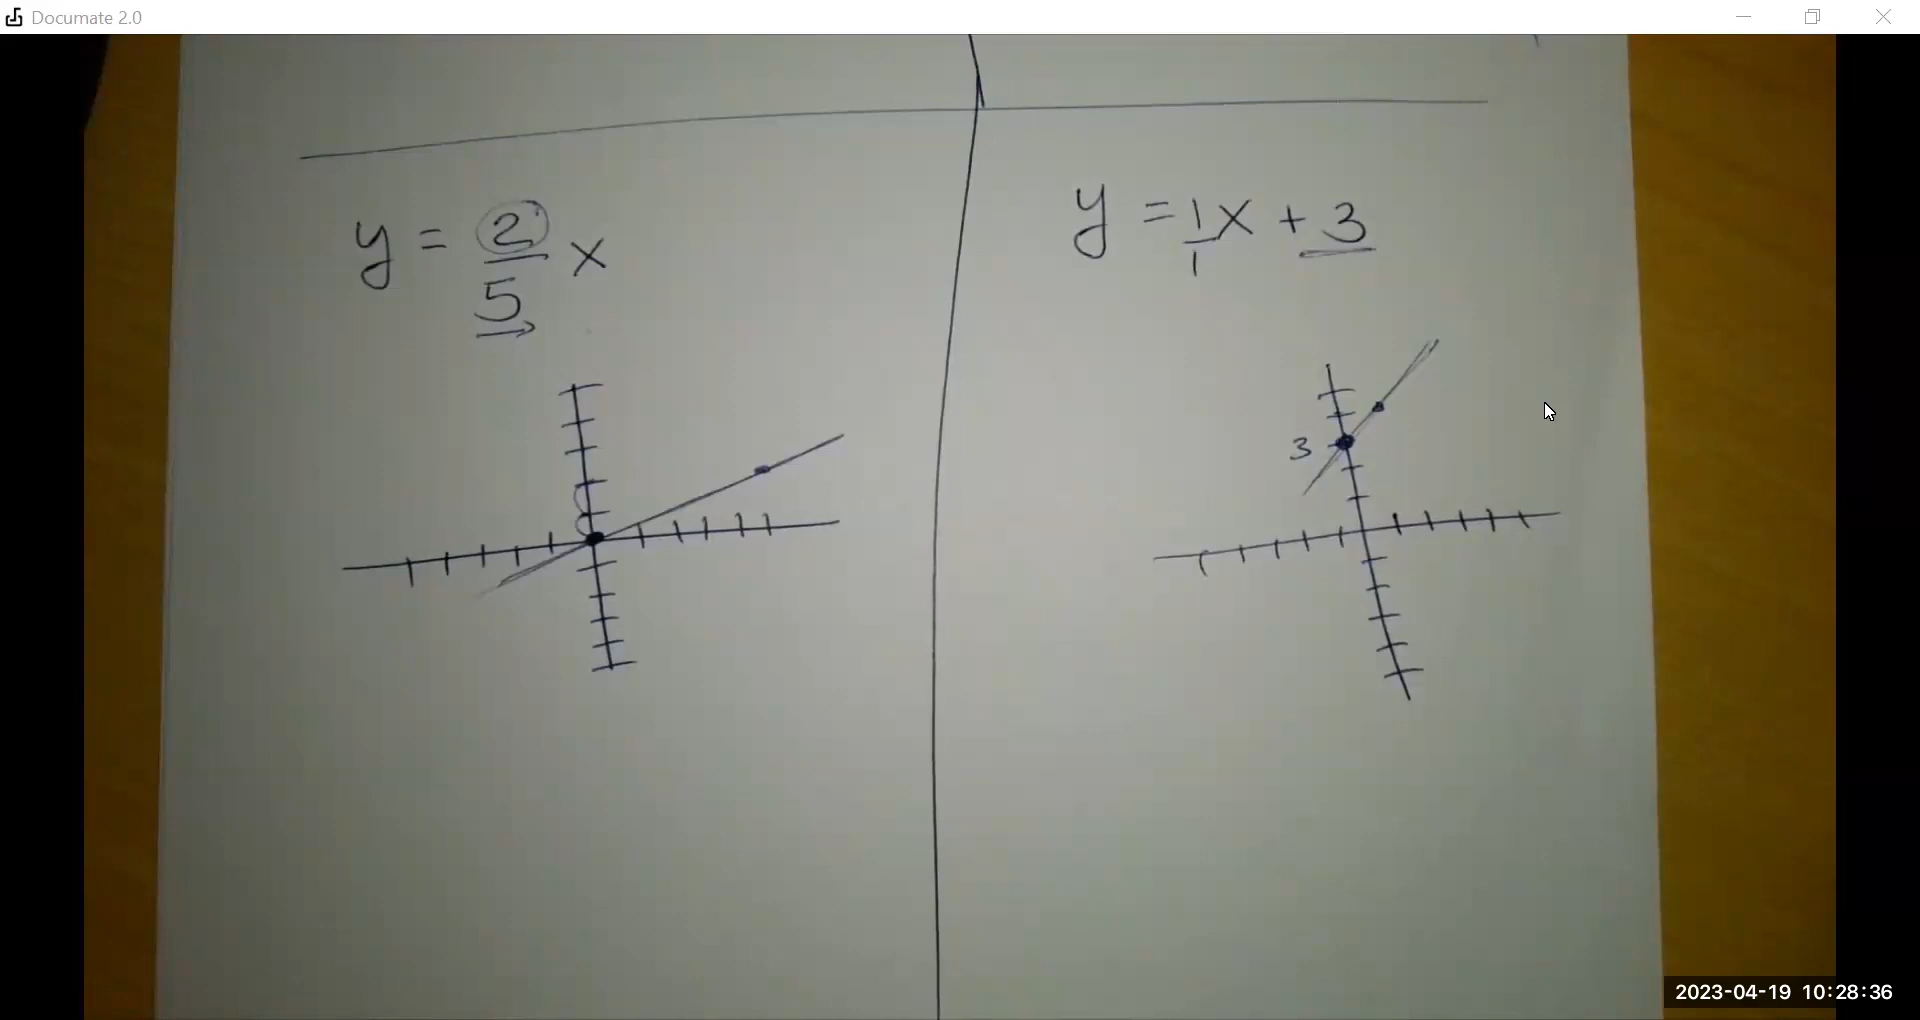 Documate 2.0
y = 2/5 x
y = 1/1 x + 3
3
2023-04-19 10:28:36